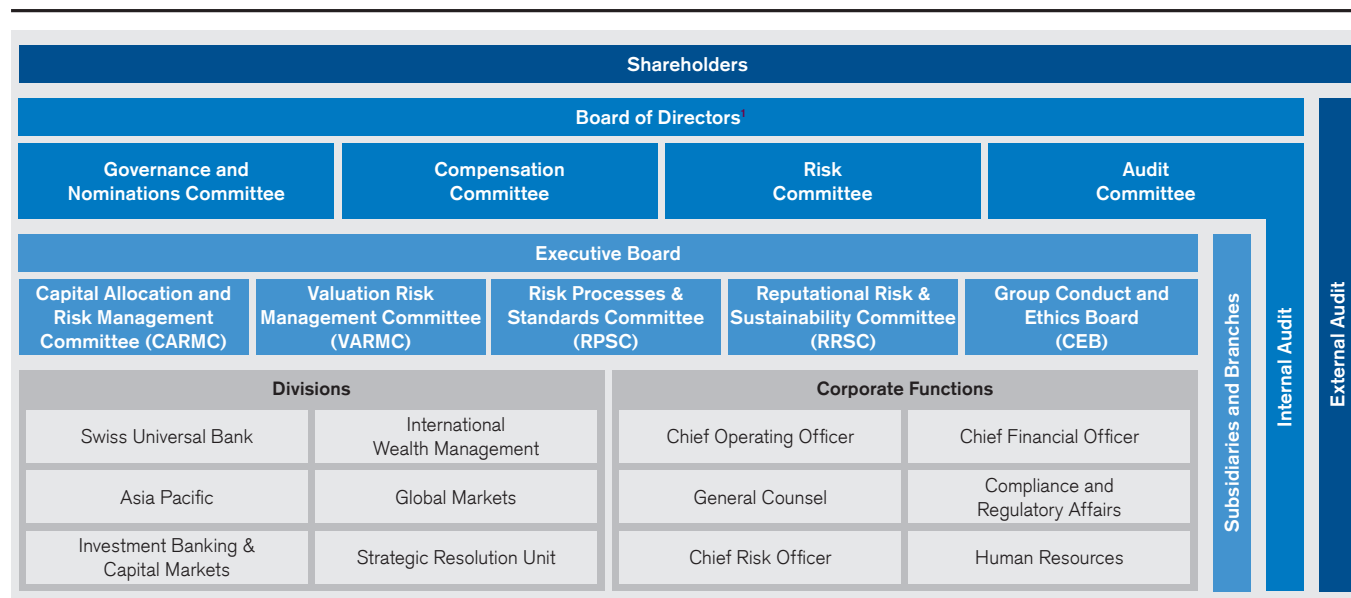 Shareholders
Board of Directors¹
Governance and
Nominations Committee
Compensation
Committee
Risk
Committee
Audit
Committee
Executive Board
Capital Allocation and
Risk Management
Committee (CARMC)
Valuation Risk
Management Committee
(VARMC)
Risk Processes &
Standards Committee
(RPSC)
Reputational Risk &
Sustainability Committee
(RRSC)
Group Conduct and
Ethics Board
(CEB)
Divisions
Swiss Universal Bank
International
Wealth Management
Asia Pacific
Global Markets
Investment Banking &
Capital Markets
Strategic Resolution Unit
Corporate Functions
Chief Operating Officer
Chief Financial Officer
General Counsel
Compliance and
Regulatory Affairs
Chief Risk Officer
Human Resources
Subsidiaries and Branches
Internal Audit
External Audit